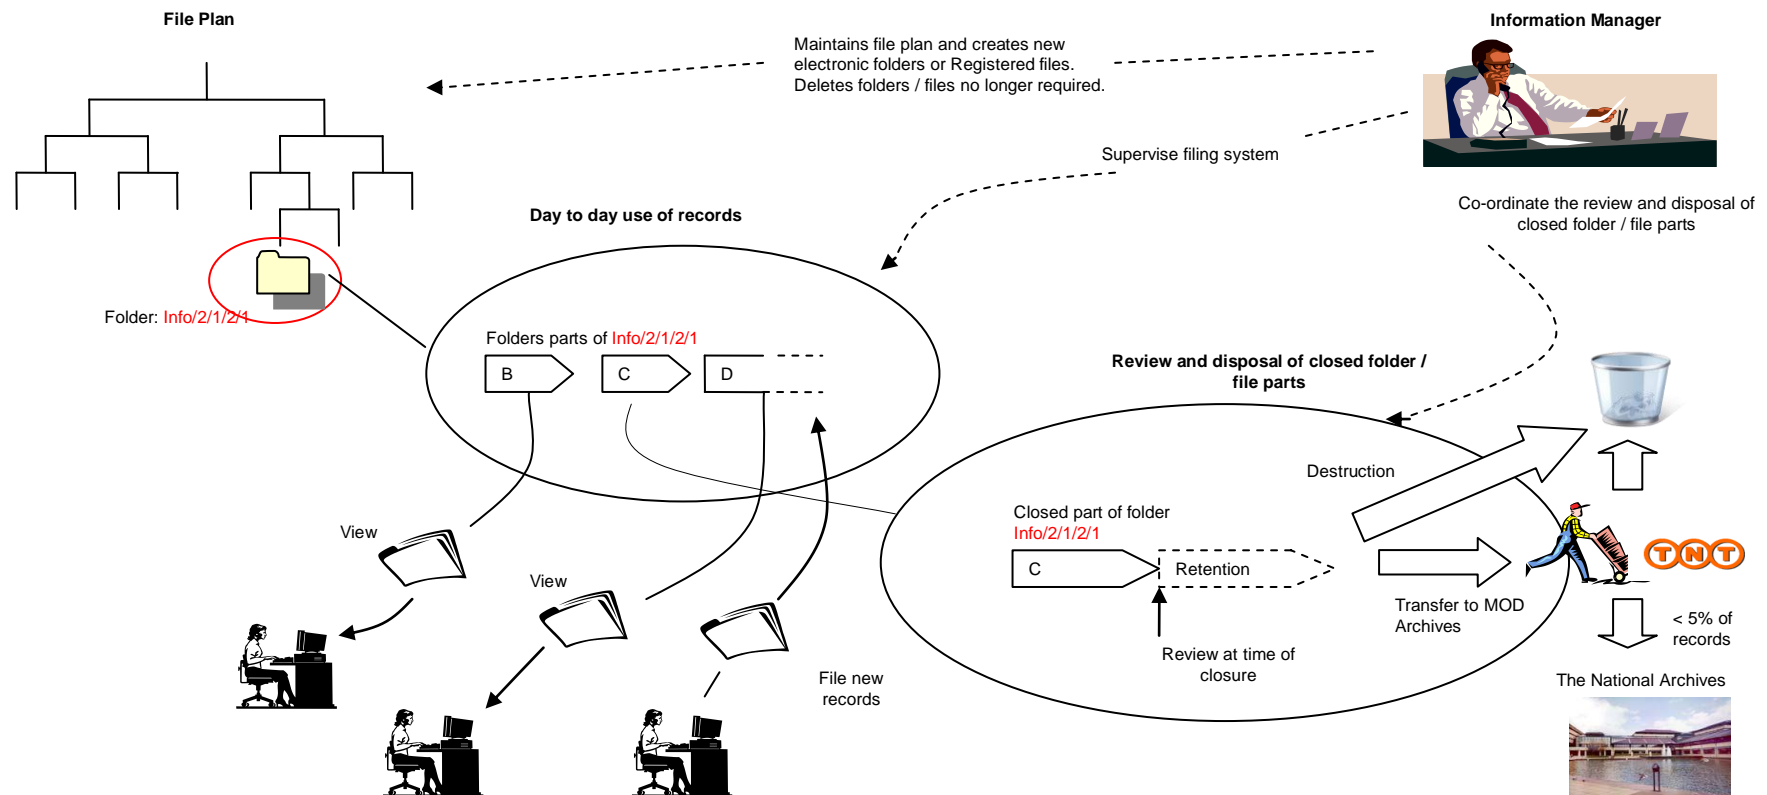 File Plan
Information Manager
Maintains file plan and creates new
electronic folders or Registered files.
Deletes folders / files no longer required.
Supervise filing system
Co-ordinate the review and disposal of
closed folder / file parts
Day to day use of records
Folder: Info/2/1/2/1
Folders parts of Info/2/1/2/1
B
C
D
Review and disposal of closed folder /
file parts
Destruction
Closed part of folder
Info/2/1/2/1
C
Retention
TNT
Transfer to MOD
Archives
< 5% of
records
Review at time of
closure
The National Archives
View
View
File new
records